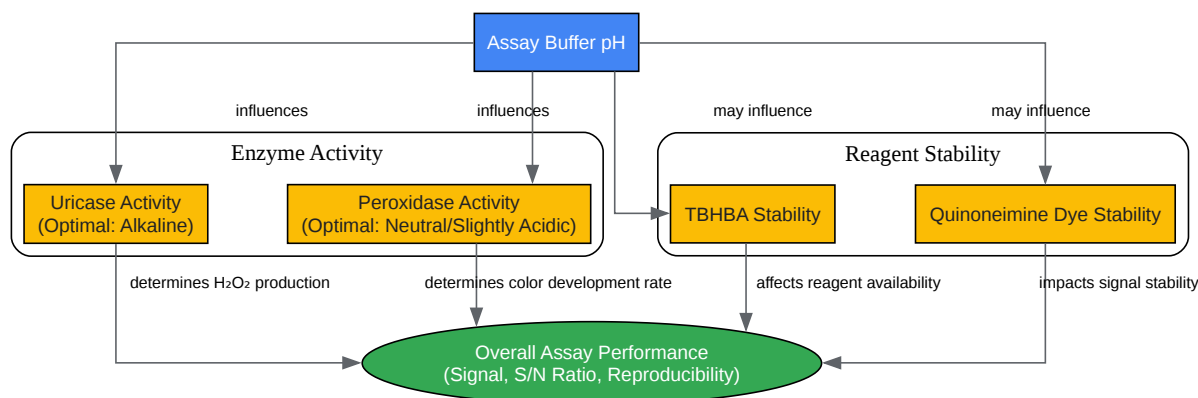 Assay Buffer pH
influences
influences
may influence
may influence
Enzyme Activity
Reagent Stability
Uricase Activity
(Optimal: Alkaline)
Peroxidase Activity
(Optimal: Neutral/Slightly Acidic)
TBHBA Stability
Quinoneimine Dye Stability
determines H₂O₂ production
determines color development rate
affects reagent availability
impacts signal stability
Overall Assay Performance
(Signal, S/N Ratio, Reproducibility)